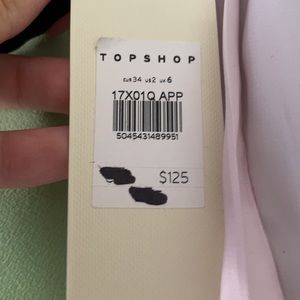 TOPSHOP
EUR 34 US 2 UK 6
17X01Q APP
5045431489951
$125